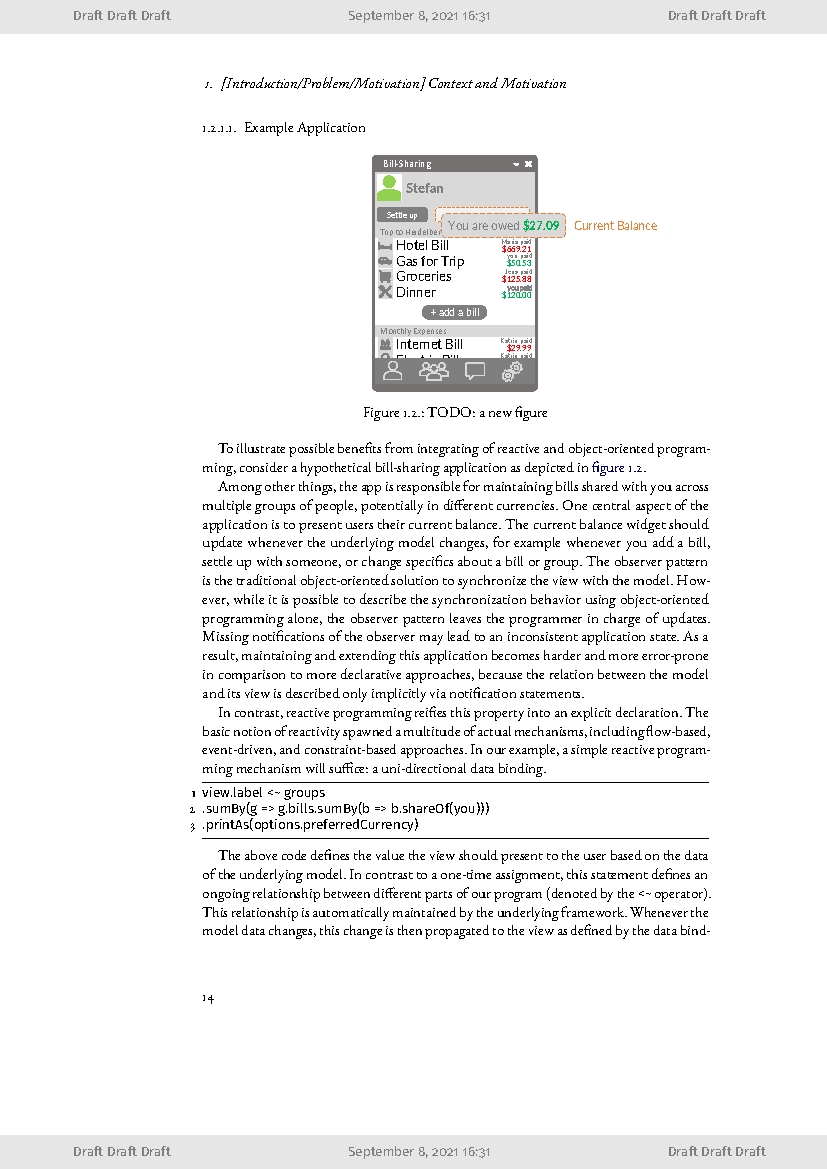 Draft Draft Draft September 8, 2021 16:31 Draft Draft Draft
1. [Introduction/Problem/Motivation] Context and Motivation
1.2.1.1. Example Application
Bill-Sharing
Stefan
Settle up
You are owed $27.09 Current Balance
Trip to Heidelber
Maria paid
Hotel Bill $669.21
you paid
Gas for Trip $50.53
Jens paid
Groceries $125.88
you paid
Dinner $120.00
+ add a bill
Monthly Expenses
Katrin paid
Internet Bill $29.99
Katrin paid
Figure 1.2.: TODO: a new figure
To illustrate possible benefits from integrating of reactive and object-oriented program-
ming, consider a hypothetical bill-sharing application as depicted in figure 1.2.
Among other things, the app is responsible for maintaining bills shared with you across
multiple groups of people, potentially in different currencies. One central aspect of the
application is to present users their current balance. The current balance widget should
update whenever the underlying model changes, for example whenever you add a bill,
settle up with someone, or change specifics about a bill or group. The observer pattern
is the traditional object-oriented solution to synchronize the view with the model. How-
ever, while it is possible to describe the synchronization behavior using object-oriented
programming alone, the observer pattern leaves the programmer in charge of updates.
Missing notifications of the observer may lead to an inconsistent application state. As a
result, maintaining and extending this application becomes harder and more error-prone
in comparison to more declarative approaches, because the relation between the model
and its view is described only implicitly via notification statements.
In contrast, reactive programming reifies this property into an explicit declaration. The
basic notion of reactivity spawned a multitude of actual mechanisms, including flow-based,
event-driven, and constraint-based approaches. In our example, a simple reactive program-
ming mechanism will suffice: a uni-directional data binding.
1 view.label <~ groups
2 .sumBy(g => g.bills.sumBy(b => b.shareOf(you)))
3 .printAs(options.preferredCurrency)
The above code defines the value the view should present to the user based on the data
of the underlying model. In contrast to a one-time assignment, this statement defines an
ongoing relationship between different parts of our program (denoted by the <~ operator).
This relationship is automatically maintained by the underlying framework. Whenever the
model data changes, this change is then propagated to the view as defined by the data bind-
14
Draft Draft Draft September 8, 2021 16:31 Draft Draft Draft